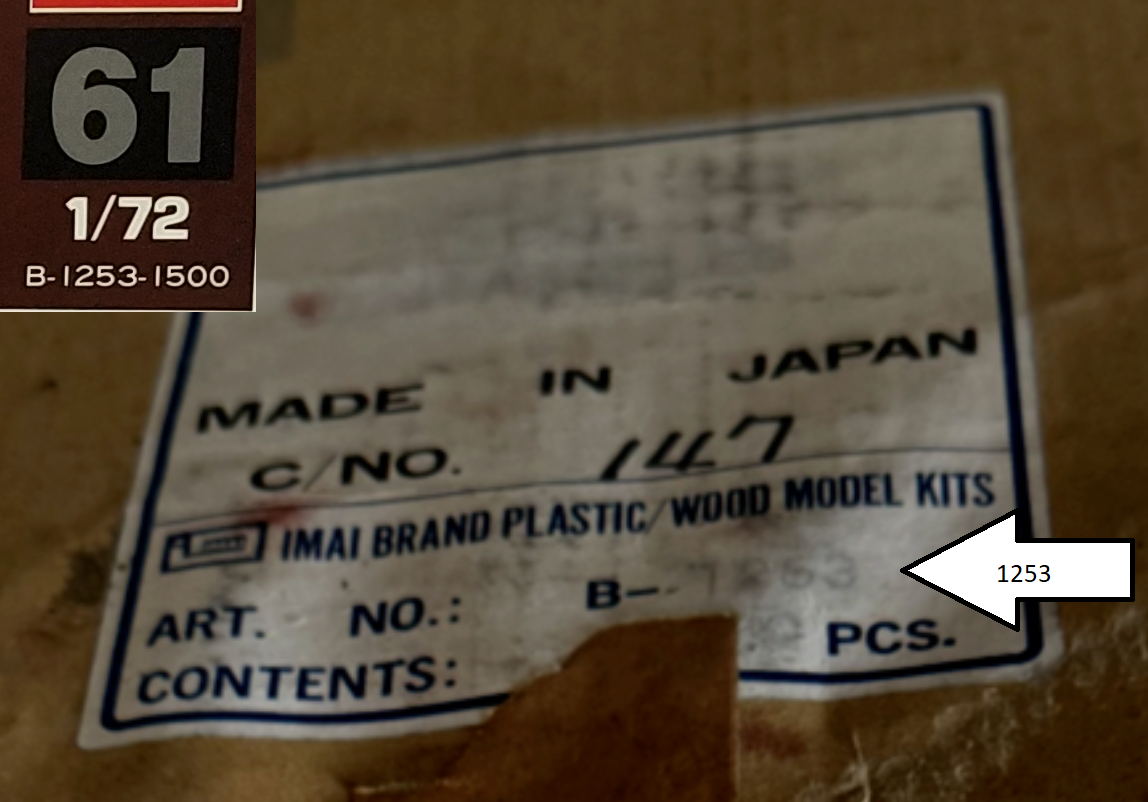 61
1/72
B-1253-1500
MADE IN JAPAN
C/NO. 147
IMAI BRAND PLASTIC/WOOD MODEL KITS
ART. NO.: B-1253
1253
CONTENTS: PCS.